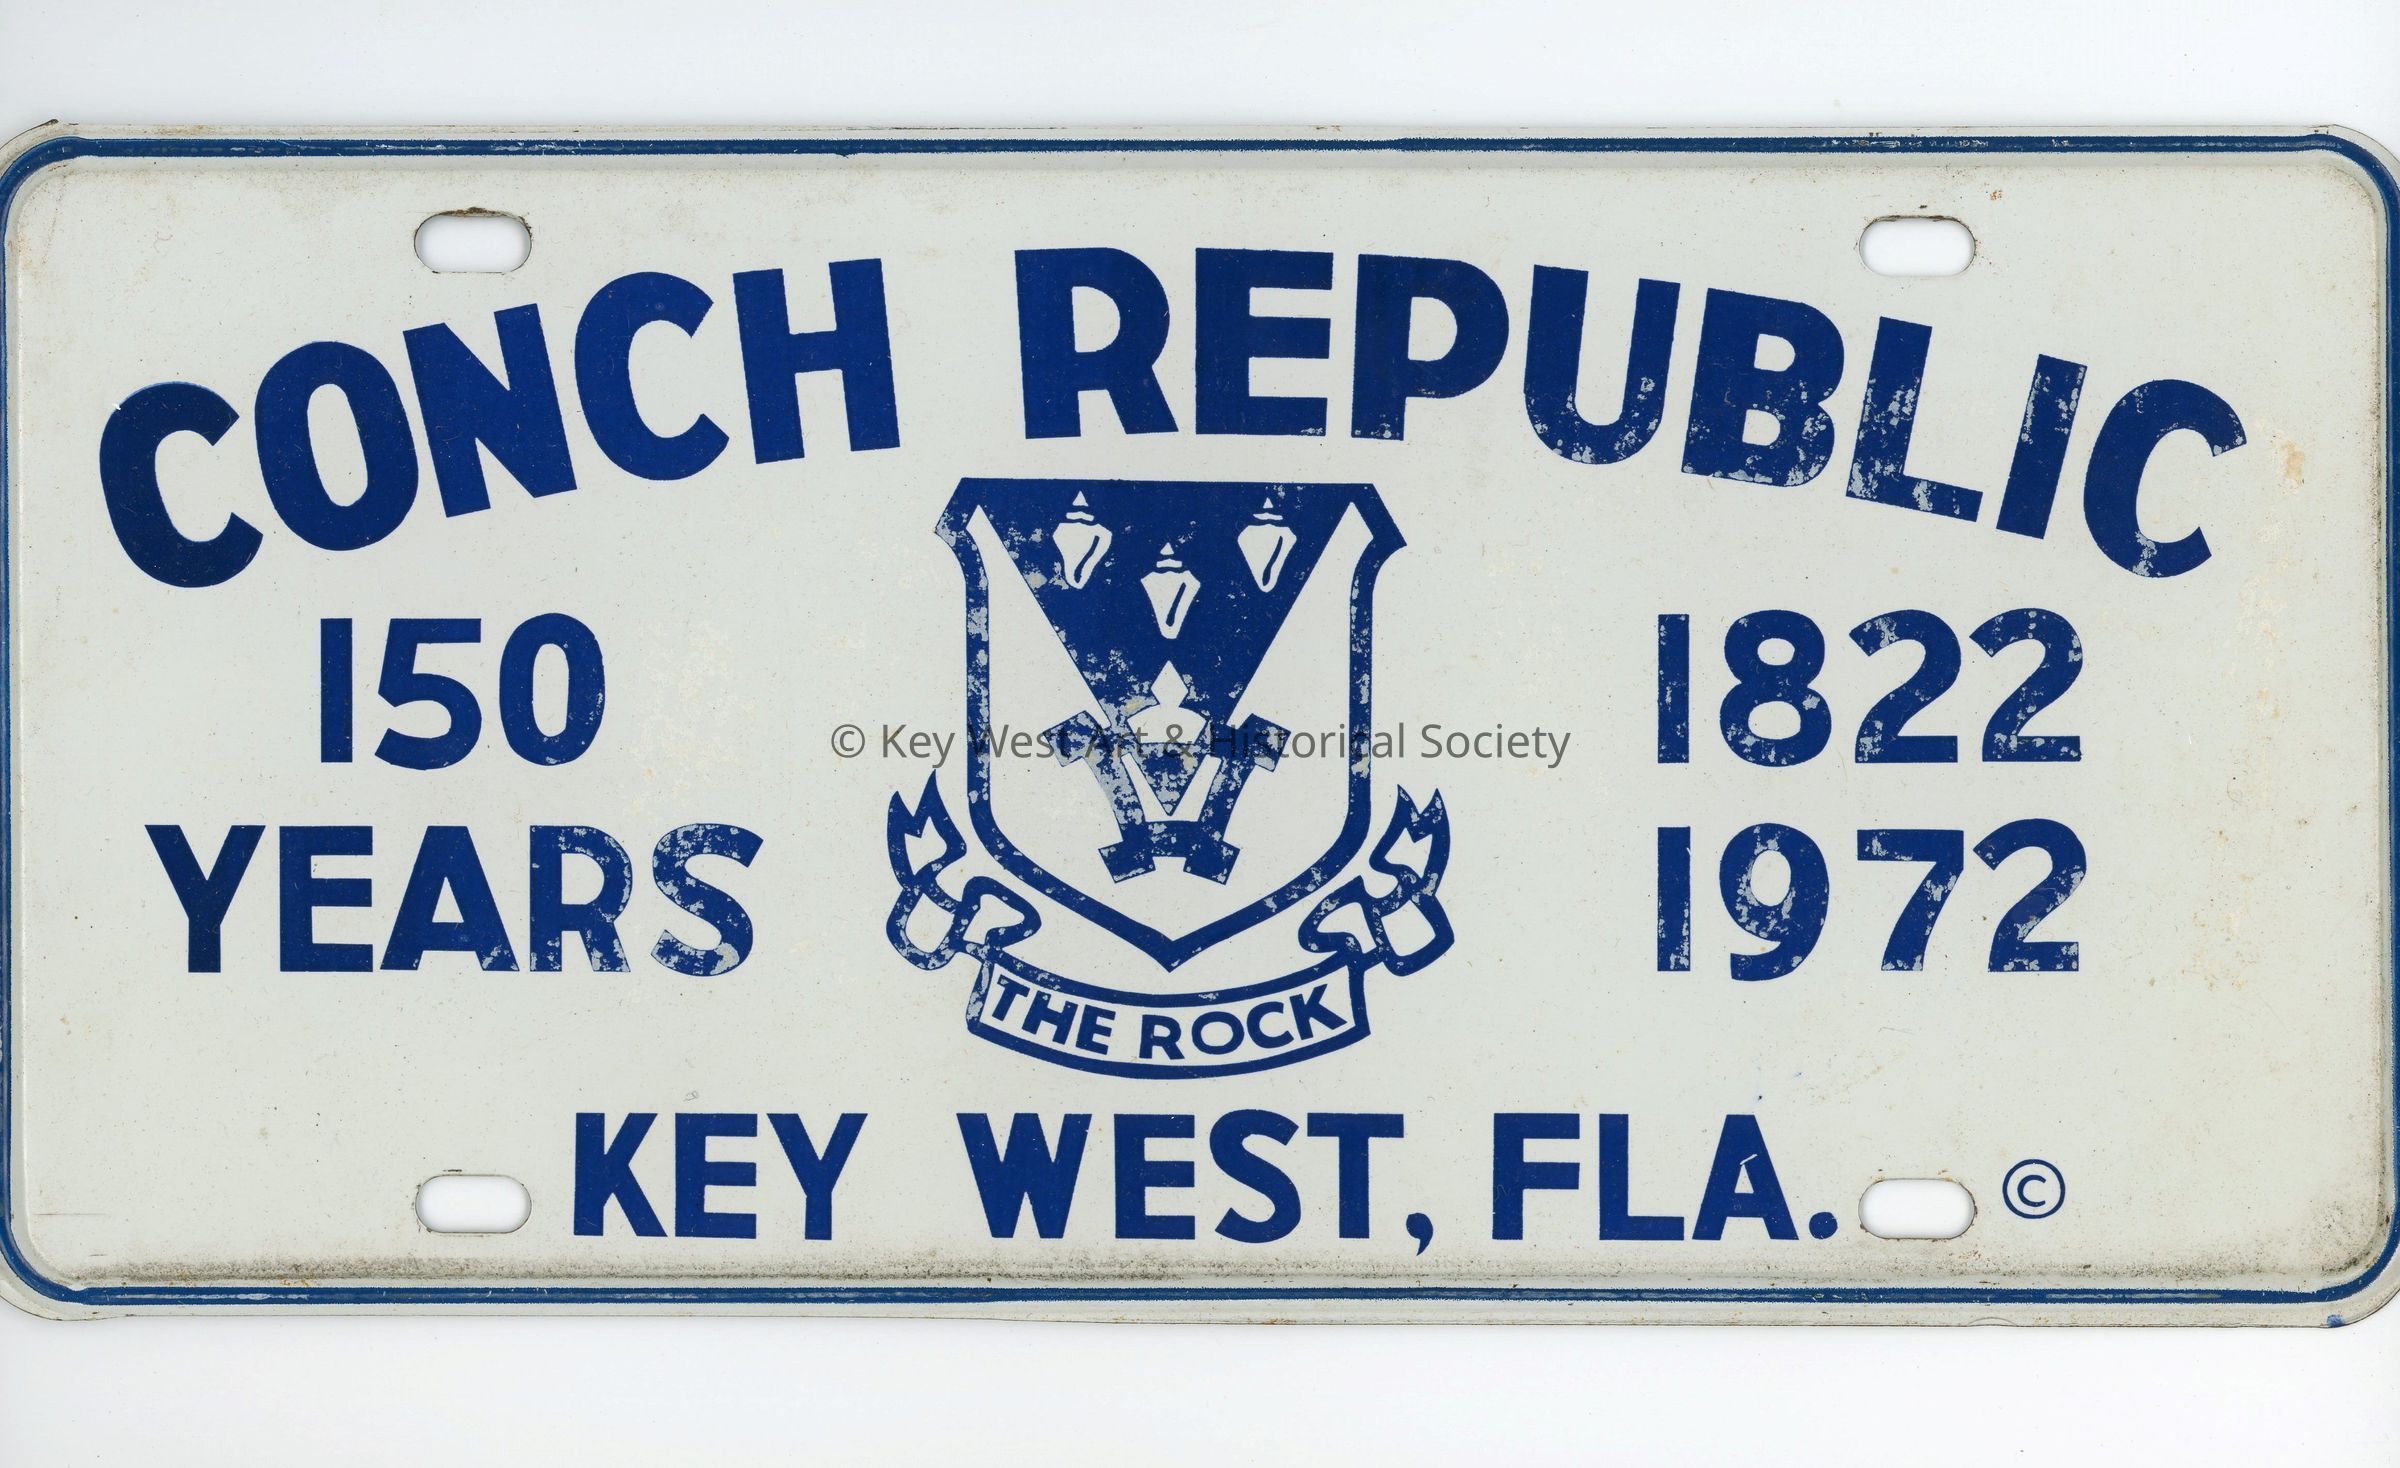 CONCH REPUBLIC
150
YEARS
1822
1972
© Key West Art & Historical Society
THE ROCK
KEY WEST, FLA. ©